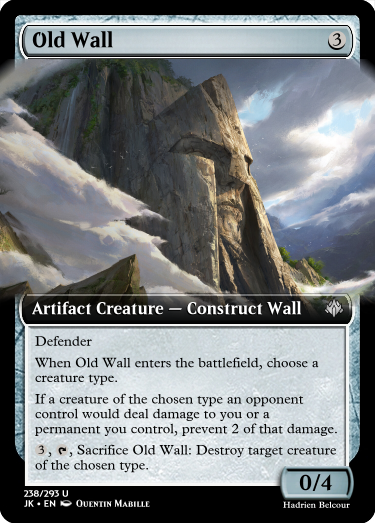 Old Wall 3
Artifact Creature — Construct Wall
Defender
When Old Wall enters the battlefield, choose a
creature type.
If a creature of the chosen type an opponent
control would deal damage to you or a
permanent you control, prevent 2 of that damage.
3, , Sacrifice Old Wall: Destroy target creature
of the chosen type.
0/4
238/293 U
JK • EN Quentin Mabille
Hadrien Belcour